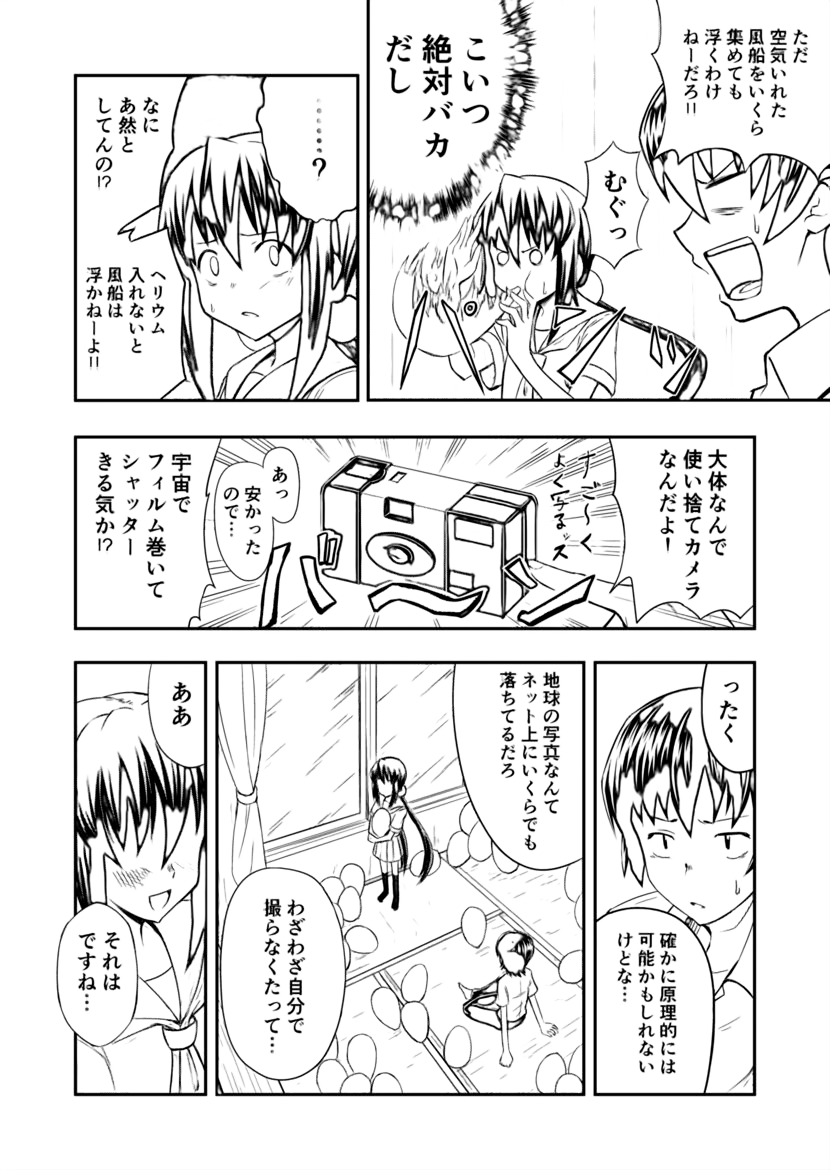 ただ
空気いれた
風船をいくら
集めても
浮くわけ
ねーだろ!!
むぐっ
こいつ
絶対バカ
だし
……?
なに
あ然と
してんの!?
ヘリウム
入れないと
風船は
浮かねーよ!!
大体なんで
使い捨てカメラ
なんだよ!
すご〜く
よく写るッス
バーン
あっ
安かった
ので…
宇宙で
フィルム巻いて
シャッター
きる気か!?
ったく
確かに原理的には
可能かもしれない
けとな…
地球の写真なんて
ネット上にいくらでも
落ちてるだろ
わざわざ自分で
撮らなくたって…
ああ
それは
ですね…